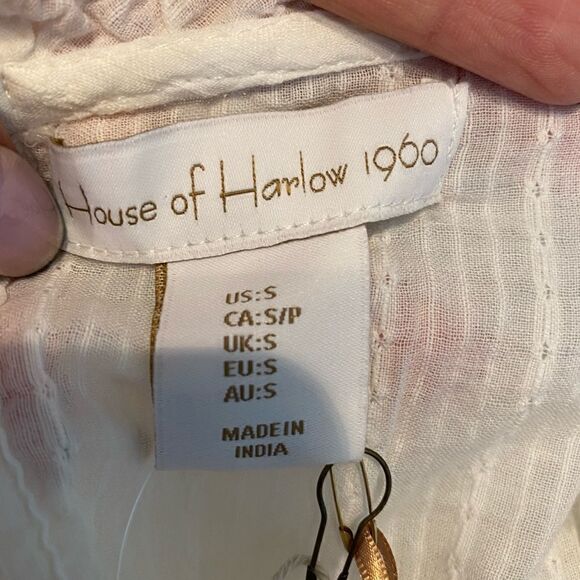 House of Harlow 1960
US:S
CA:S/P
UK:S
EU:S
AU:S
MADE IN
INDIA